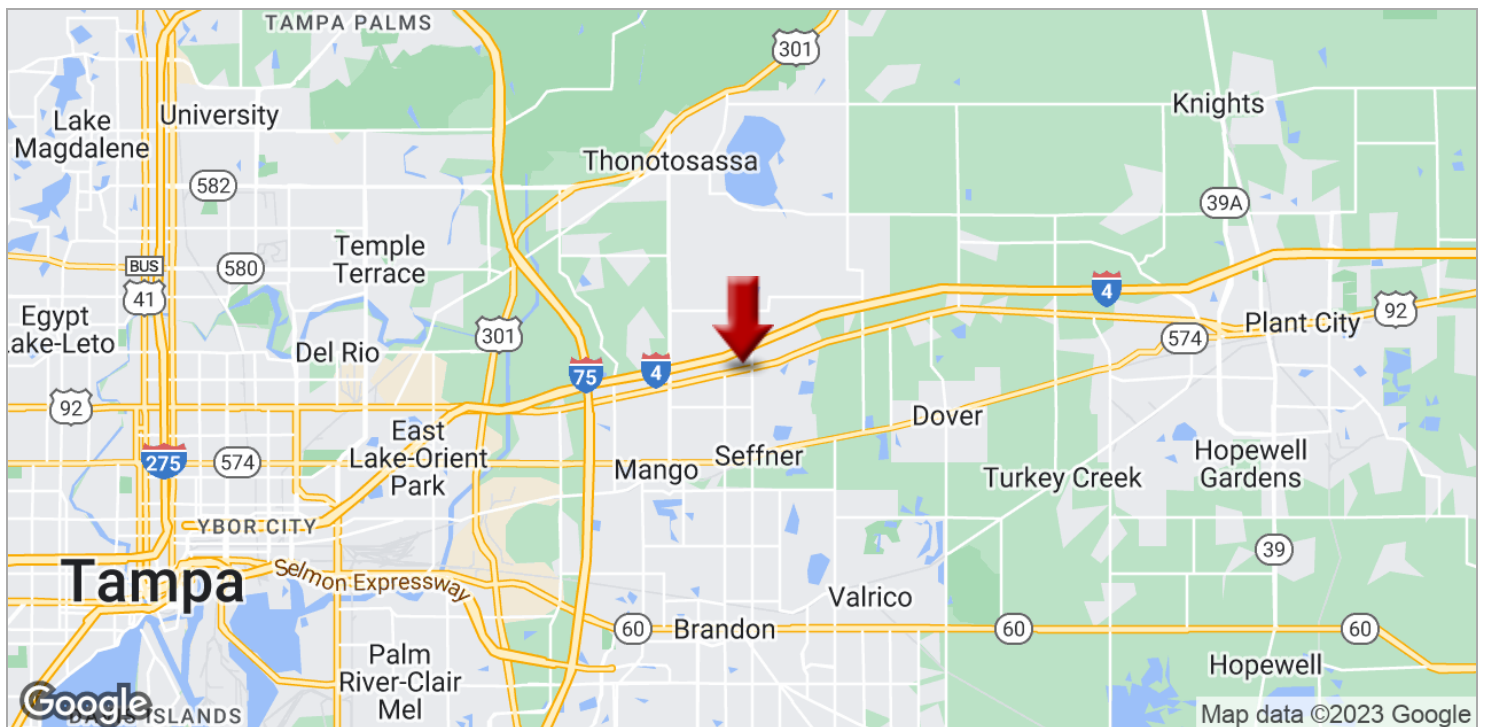 TAMPA PALMS
301
Knights
University
Lake
Magdalene
Thonotosassa
582
39A
Temple
Terrace
580
BUS
41
4
301
Egypt
Lake-Leto
Del Rio
Plant City
92
574
75
4
92
Dover
East
Lake-Orient
Park
275
574
Mango
Seffner
Turkey Creek
Hopewell
Gardens
YBOR CITY
39
Tampa
Selmon Expressway
Valrico
60
Brandon
60
60
Palm
River-Clair
Mel
Hopewell
Google
DAVIS ISLANDS
Map data ©2023 Google